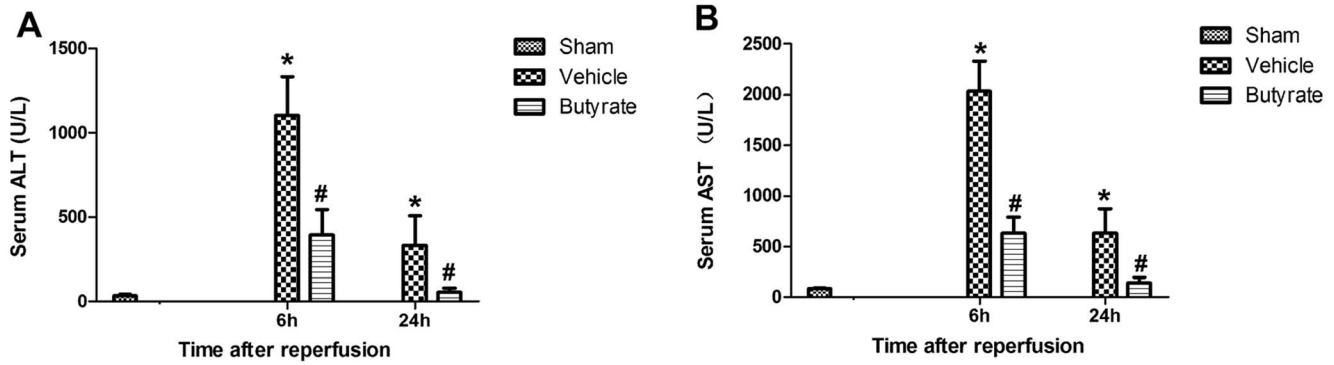 A
Serum ALT (U/L)
1500
1000
500
0
*
#
*
#
6h
24h
Time after reperfusion
Sham
Vehicle
Butyrate
B
Serum AST （U/L）
2500
2000
1500
1000
500
0
*
#
*
#
6h
24h
Time after reperfusion
Sham
Vehicle
Butyrate